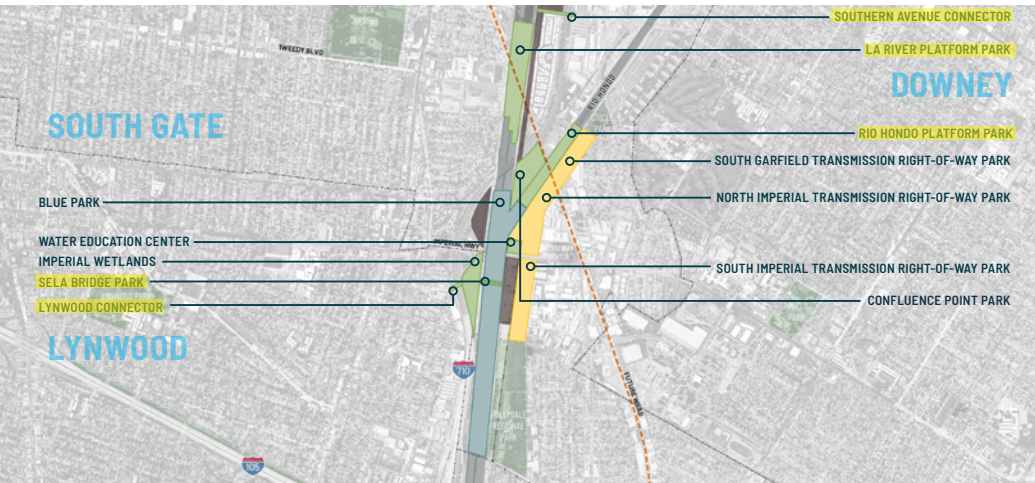 SOUTHERN AVENUE CONNECTOR
TWEEDY BLVD
LA RIVER PLATFORM PARK
DOWNEY
RIO HONDO
SOUTH GATE
RIO HONDO PLATFORM PARK
SOUTH GARFIELD TRANSMISSION RIGHT-OF-WAY PARK
BLUE PARK
NORTH IMPERIAL TRANSMISSION RIGHT-OF-WAY PARK
WATER EDUCATION CENTER
IMPERIAL HWY
IMPERIAL WETLANDS
SOUTH IMPERIAL TRANSMISSION RIGHT-OF-WAY PARK
SELA BRIDGE PARK
LYNWOOD CONNECTOR
CONFLUENCE POINT PARK
LYNWOOD
710
REGIONAL
PARK
105